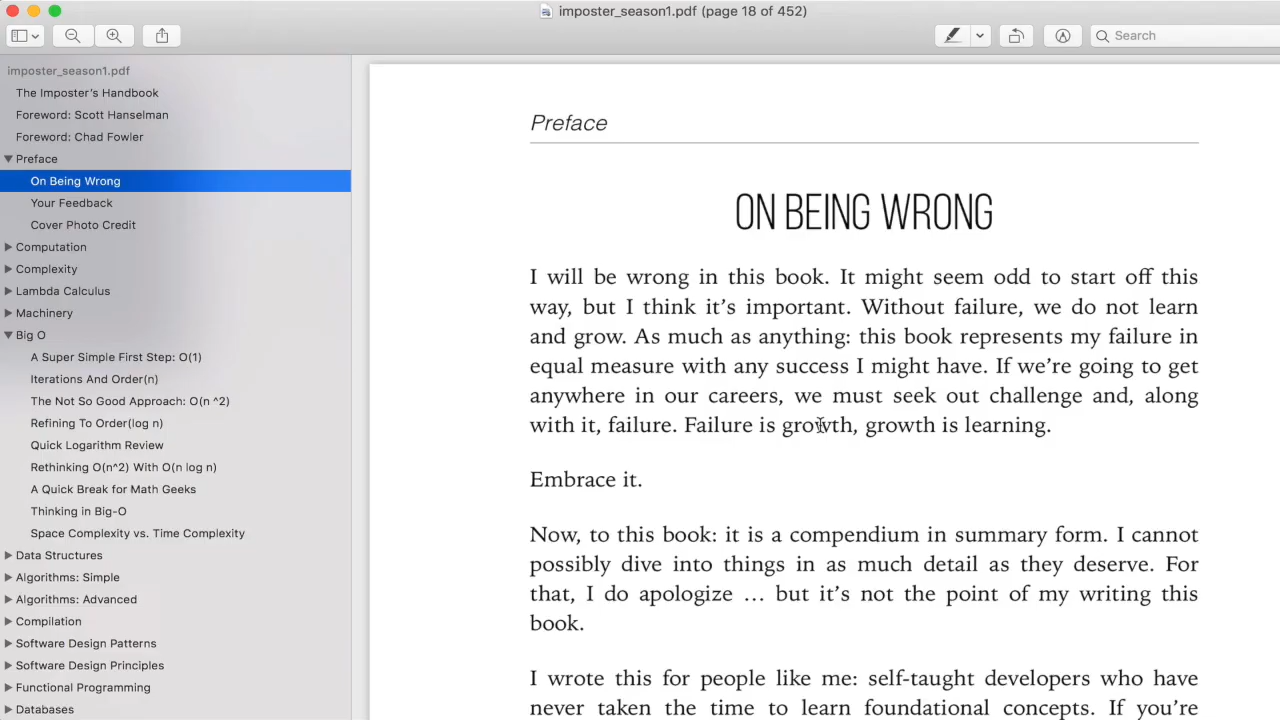 imposter_season1.pdf (page 18 of 452)
Search
imposter_season1.pdf
The Imposter's Handbook
Foreword: Scott Hanselman
Foreword: Chad Fowler
Preface
On Being Wrong
Your Feedback
Cover Photo Credit
Computation
Complexity
Lambda Calculus
Machinery
Big O
A Super Simple First Step: O(1)
Iterations And Order(n)
The Not So Good Approach: O(n ^2)
Refining To Order(log n)
Quick Logarithm Review
Rethinking O(n^2) With O(n log n)
A Quick Break for Math Geeks
Thinking in Big-O
Space Complexity vs. Time Complexity
Data Structures
Algorithms: Simple
Algorithms: Advanced
Compilation
Software Design Patterns
Software Design Principles
Functional Programming
Databases
Preface
ON BEING WRONG
I will be wrong in this book. It might seem odd to start off this
way, but I think it's important. Without failure, we do not learn
and grow. As much as anything: this book represents my failure in
equal measure with any success I might have. If we're going to get
anywhere in our careers, we must seek out challenge and, along
with it, failure. Failure is growth, growth is learning.
Embrace it.
Now, to this book: it is a compendium in summary form. I cannot
possibly dive into things in as much detail as they deserve. For
that, I do apologize … but it's not the point of my writing this
book.
I wrote this for people like me: self-taught developers who have
never taken the time to learn foundational concepts. If you're